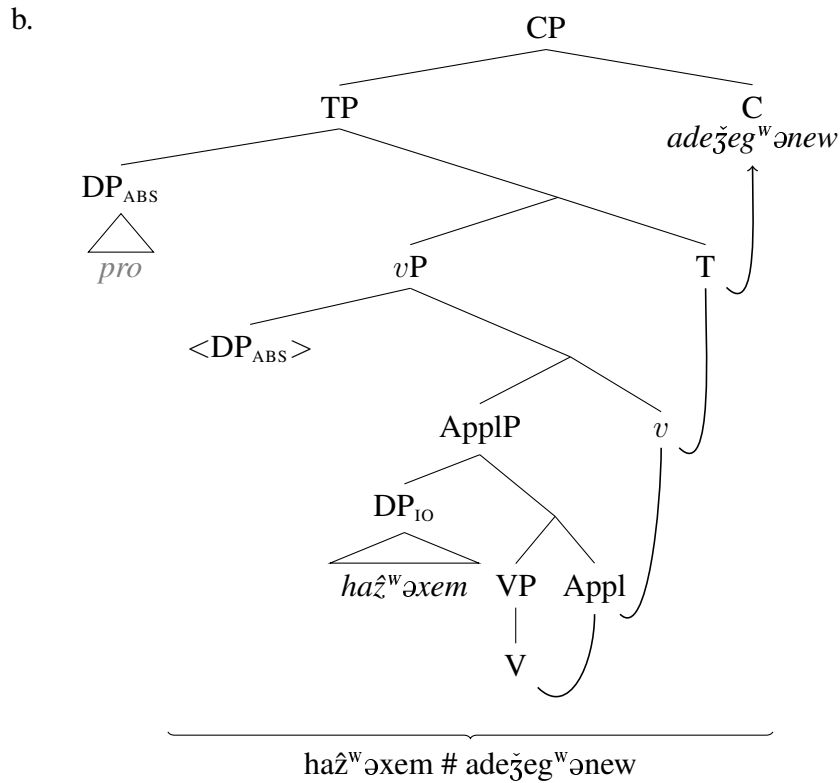 b.
CP
TP C
adeǯegʷənew
DP_ABS
pro
vP T
<DP_ABS>
ApplP v
DP_IO
haẑʷəxem VP Appl
V
haẑʷəxem # adeǯegʷənew